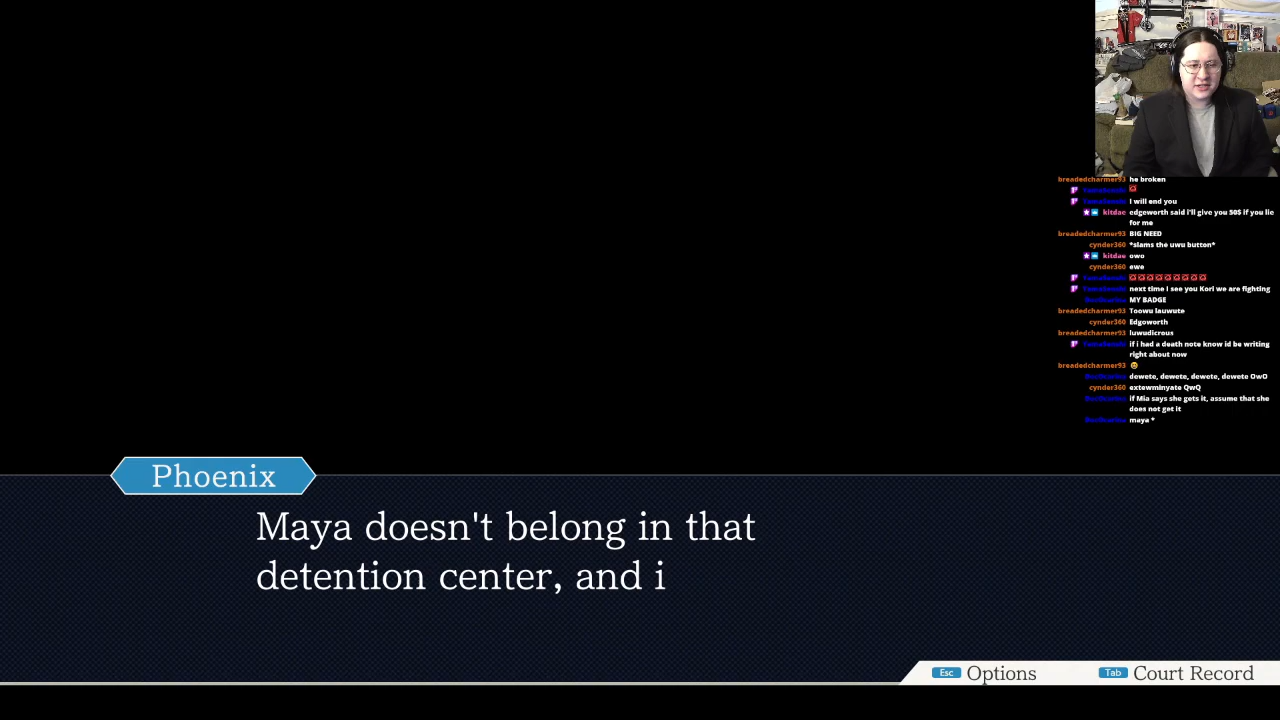 breadedcharmer93 he broken
I will end you
kitdae edgeworth said i'll give you 50$ if you lie
for me
breadedcharmer93 BIG NEED
cynder360 *slams the uwu button*
kitdae owo
cynder360 ewe
next time I see you Kori we are fighting
MY BADGE
breadedcharmer93 Toowu lauwute
cynder360 Edgoworth
breadedcharmer93 luwudicrous
if i had a death note know id be writing
right about now
breadedcharmer93
dewete, dewete, dewete, dewete OwO
cynder360 extewminyate QwQ
if Mia says she gets it, assume that she
does not get it
maya *
Phoenix
Maya doesn't belong in that
detention center, and i
Esc Options Tab Court Record